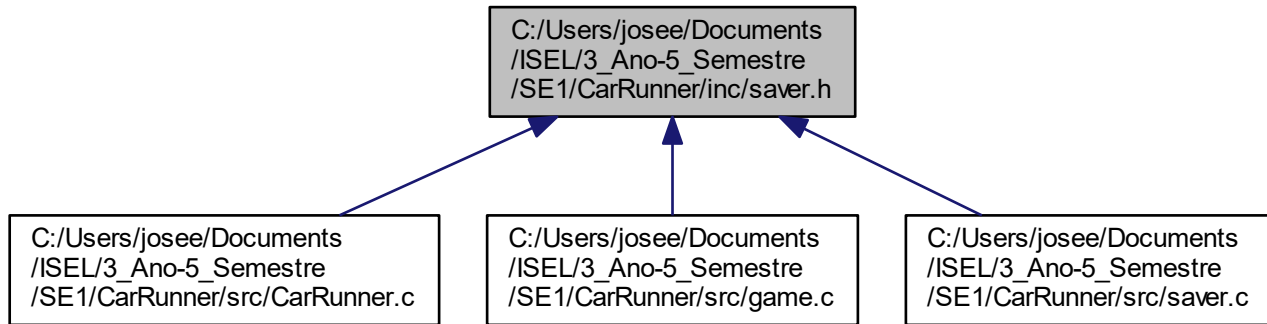 C:/Users/josee/Documents
/ISEL/3_Ano-5_Semestre
/SE1/CarRunner/inc/saver.h
C:/Users/josee/Documents
/ISEL/3_Ano-5_Semestre
/SE1/CarRunner/src/CarRunner.c
C:/Users/josee/Documents
/ISEL/3_Ano-5_Semestre
/SE1/CarRunner/src/game.c
C:/Users/josee/Documents
/ISEL/3_Ano-5_Semestre
/SE1/CarRunner/src/saver.c